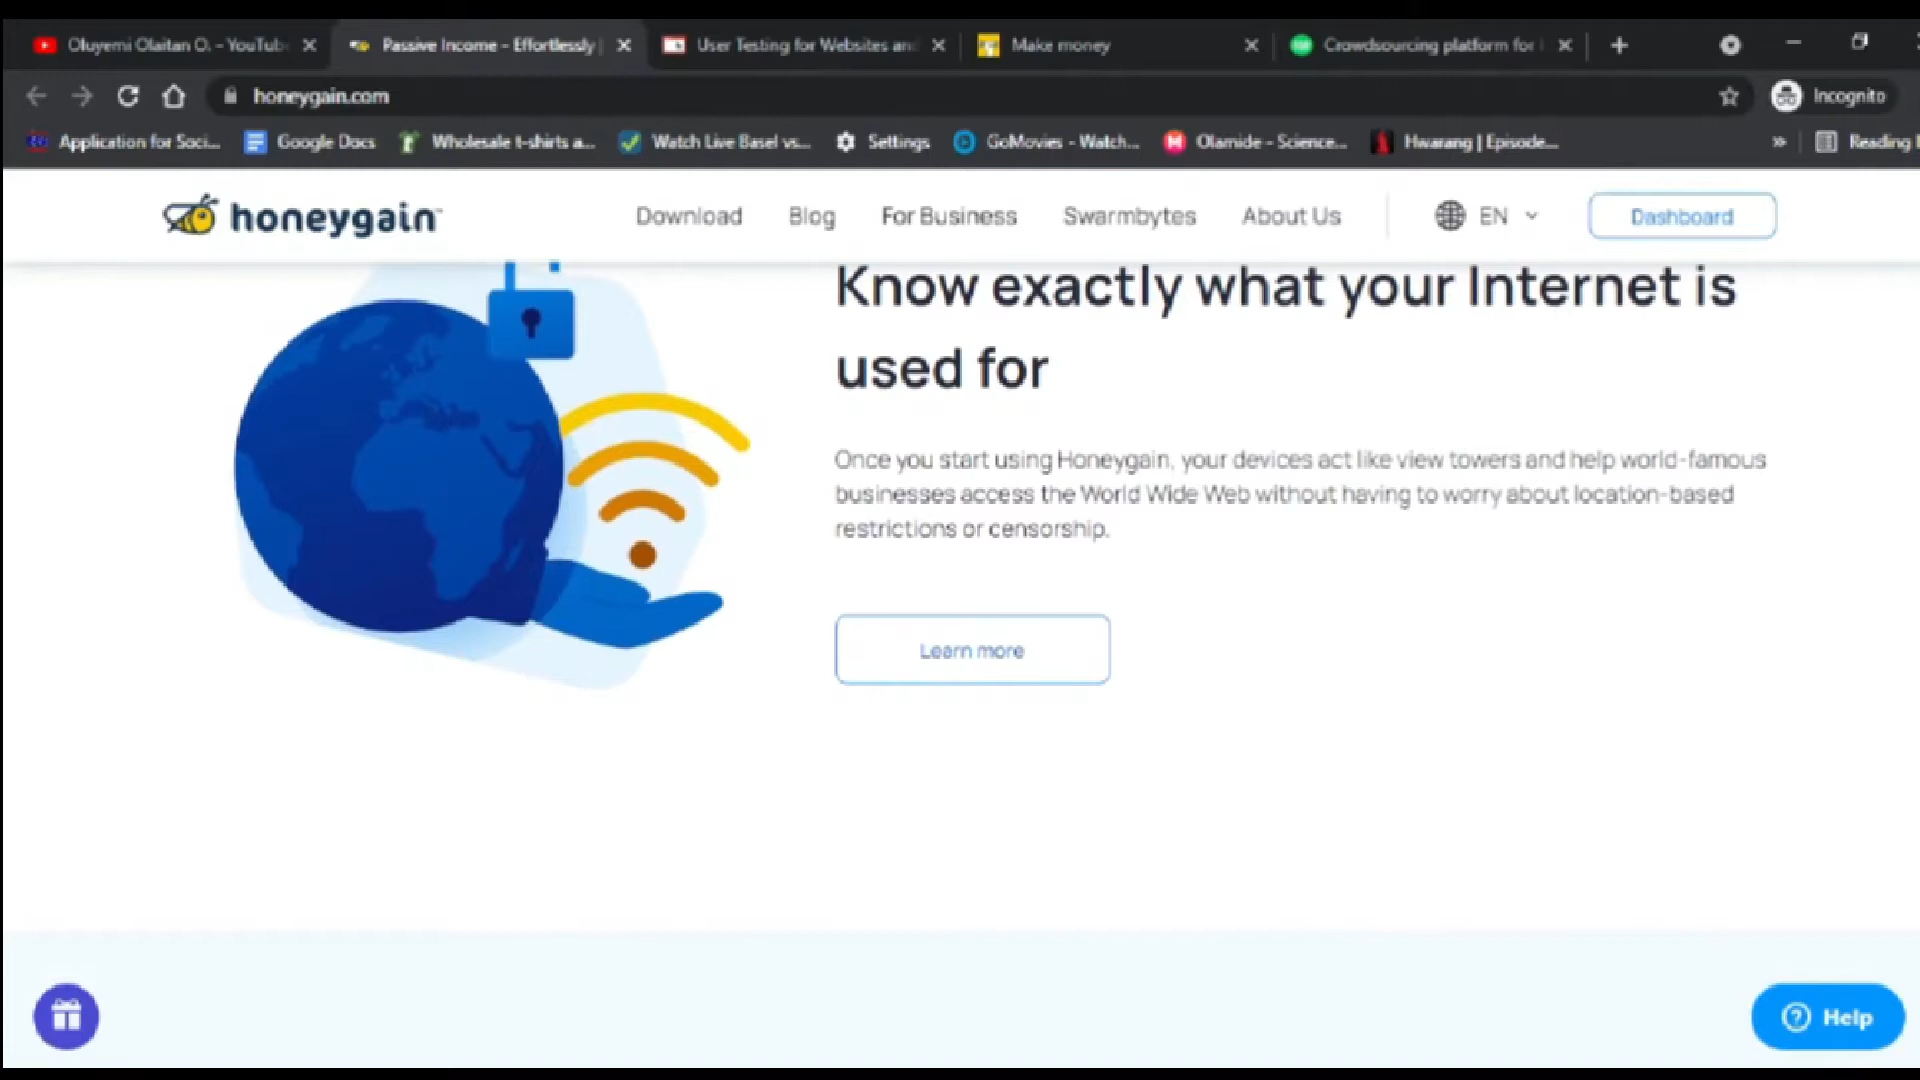 Oluyemi Olaitan O. - YouTub
Passive Income - Effortlessly
User Testing for Websites an
Make money
Crowdsourcing platform for
honeygain.com
Incognito
Application for Soci...
Google Docs
Wholesale t-shirts a...
Watch Live Basel vs...
Settings
GoMovies - Watch...
Olamide - Science...
Hwarang | Episode...
»
Reading
honeygain
Download
Blog
For Business
Swarmbytes
About Us
EN
Dashboard
Know exactly what your Internet is
used for
Once you start using Honeygain, your devices act like view towers and help world-famous
businesses access the World Wide Web without having to worry about location-based
restrictions or censorship.
Learn more
Help